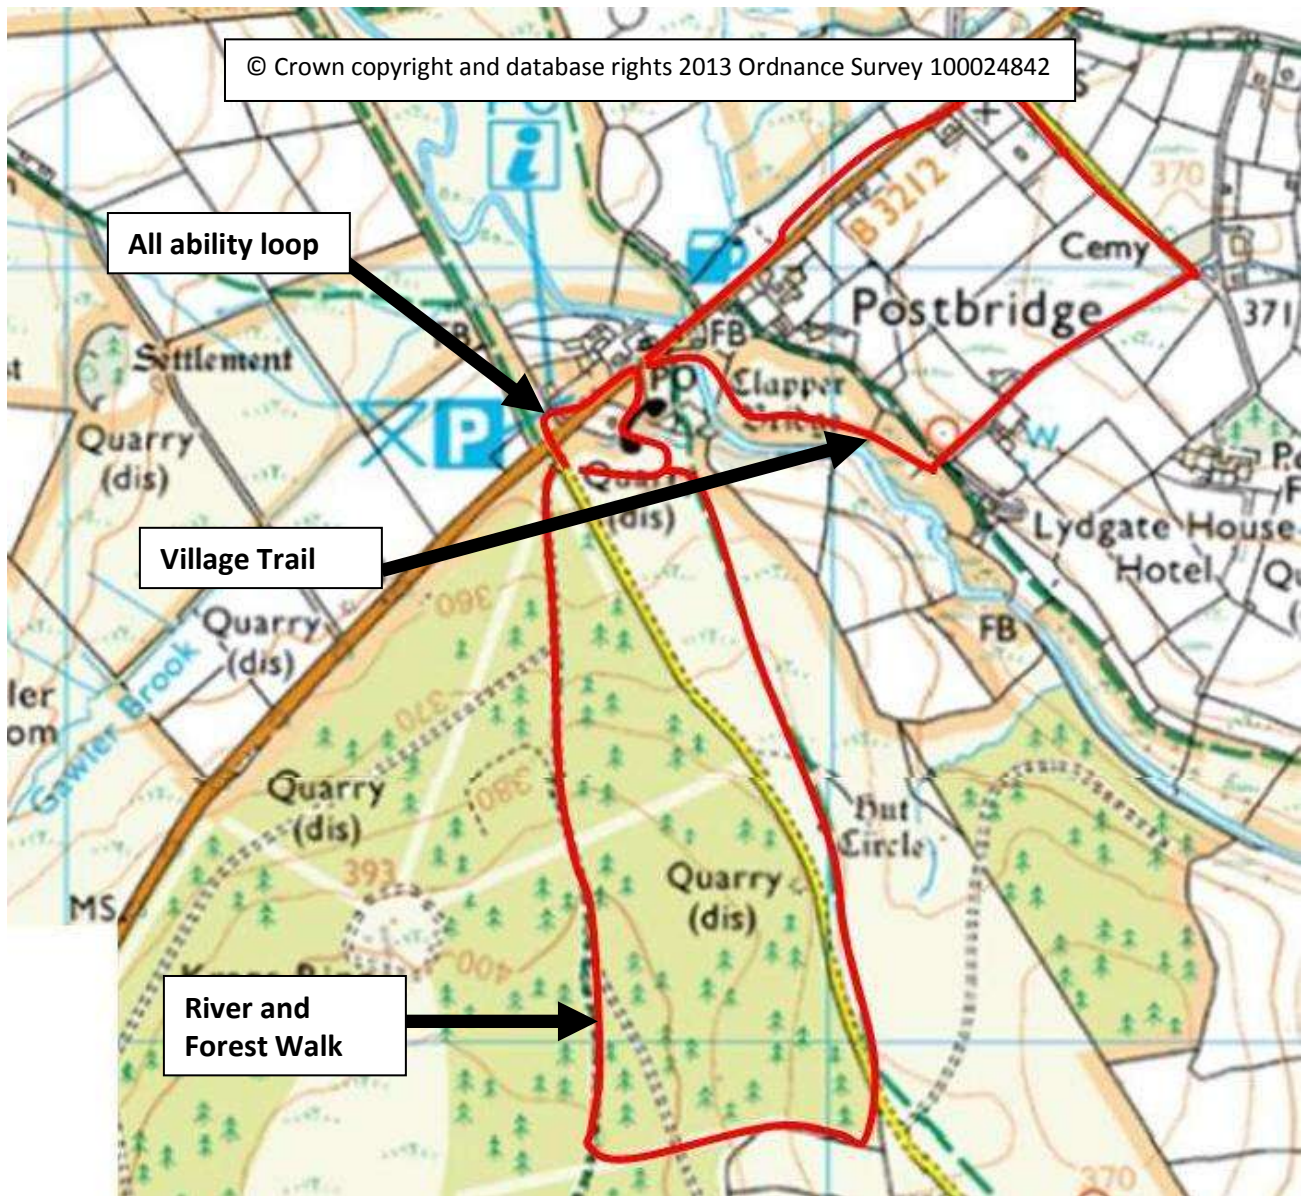 © Crown copyright and database rights 2013 Ordnance Survey 100024842
370
B 3212
Cemy
All ability loop
Postbridge
371
FB
Settlement
PO
Clapper
Quarry
(dis)
P
W
Quarry
(dis)
Lydgate House
Hotel
Village Trail
360
Quarry
(dis)
FB
Gawler Brook
370
Quarry
(dis)
380
Hut
Circle
393
Quarry
(dis)
MS
400
River and
Forest Walk
370